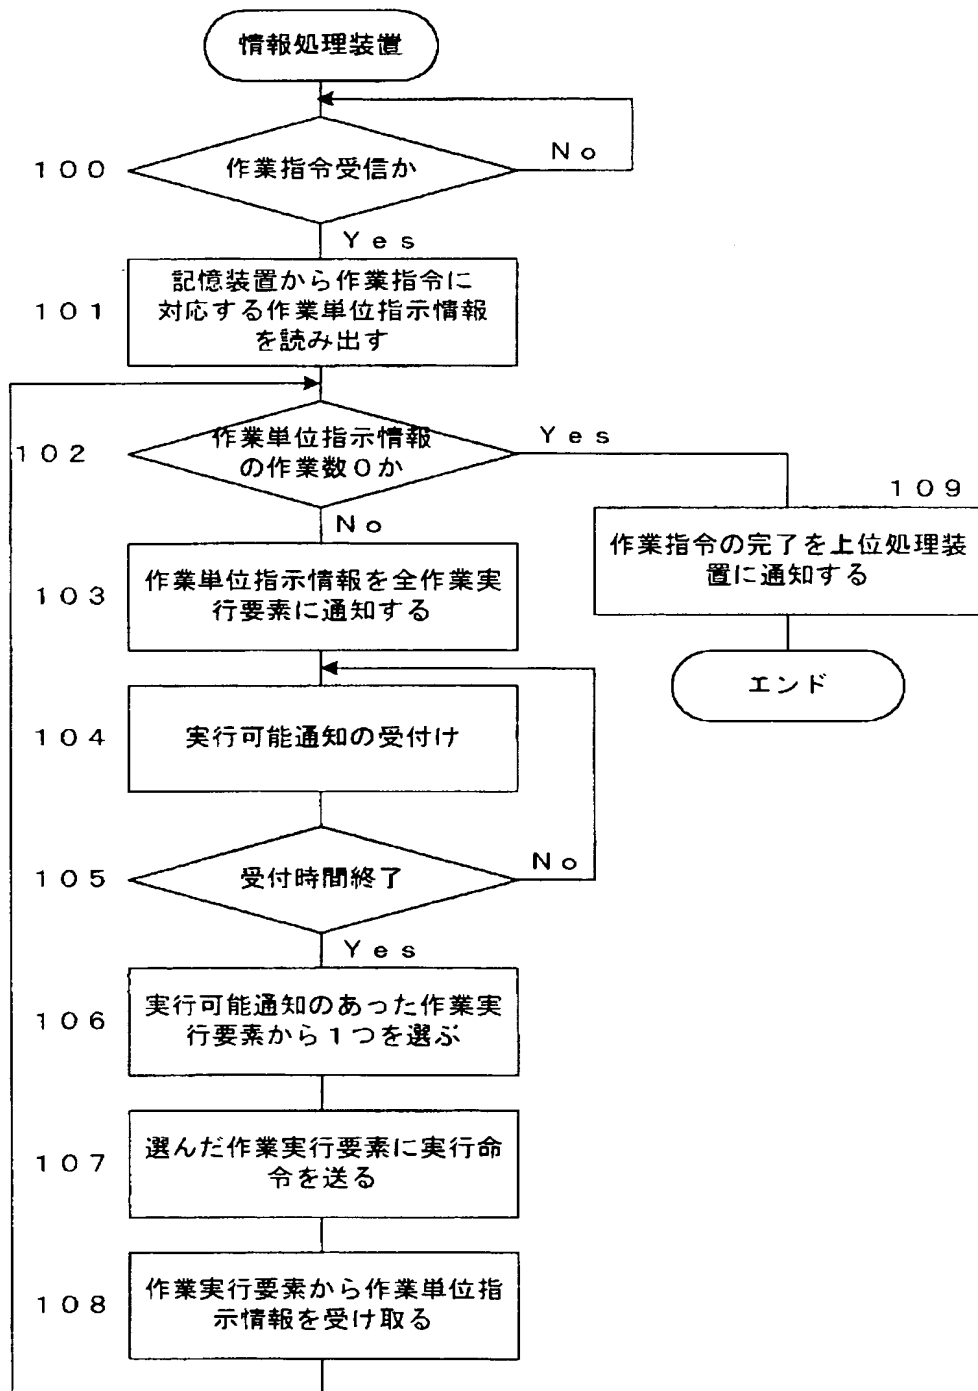 情報処理装置
No
100
作業指令受信か
Yes
101
記憶装置から作業指令に
対応する作業単位指示情報
を読み出す
102
作業単位指示情報
の作業数0か
Yes
No
109
作業指令の完了を上位処理装
置に通知する
エンド
103
作業単位指示情報を全作業実
行要素に通知する
104
実行可能通知の受付け
105
受付時間終了
No
Yes
106
実行可能通知のあった作業実
行要素から1つを選ぶ
107
選んだ作業実行要素に実行命
令を送る
108
作業実行要素から作業単位指
示情報を受け取る